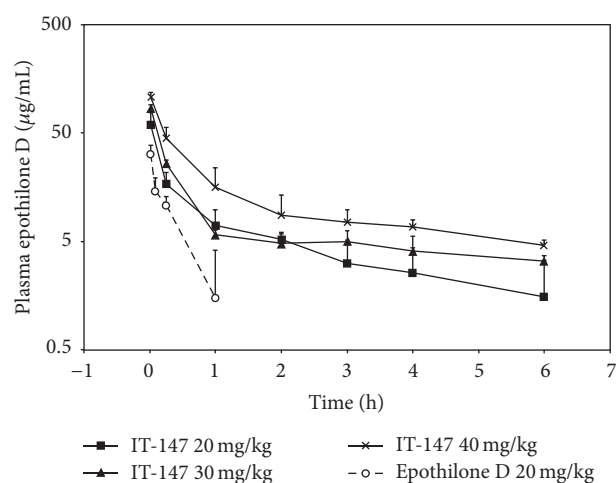 500
50
5
0.5
Plasma epothilone D (μg/mL)
−1
0
1
2
3
4
5
6
7
Time (h)
IT-147 20 mg/kg
IT-147 30 mg/kg
IT-147 40 mg/kg
Epothilone D 20 mg/kg